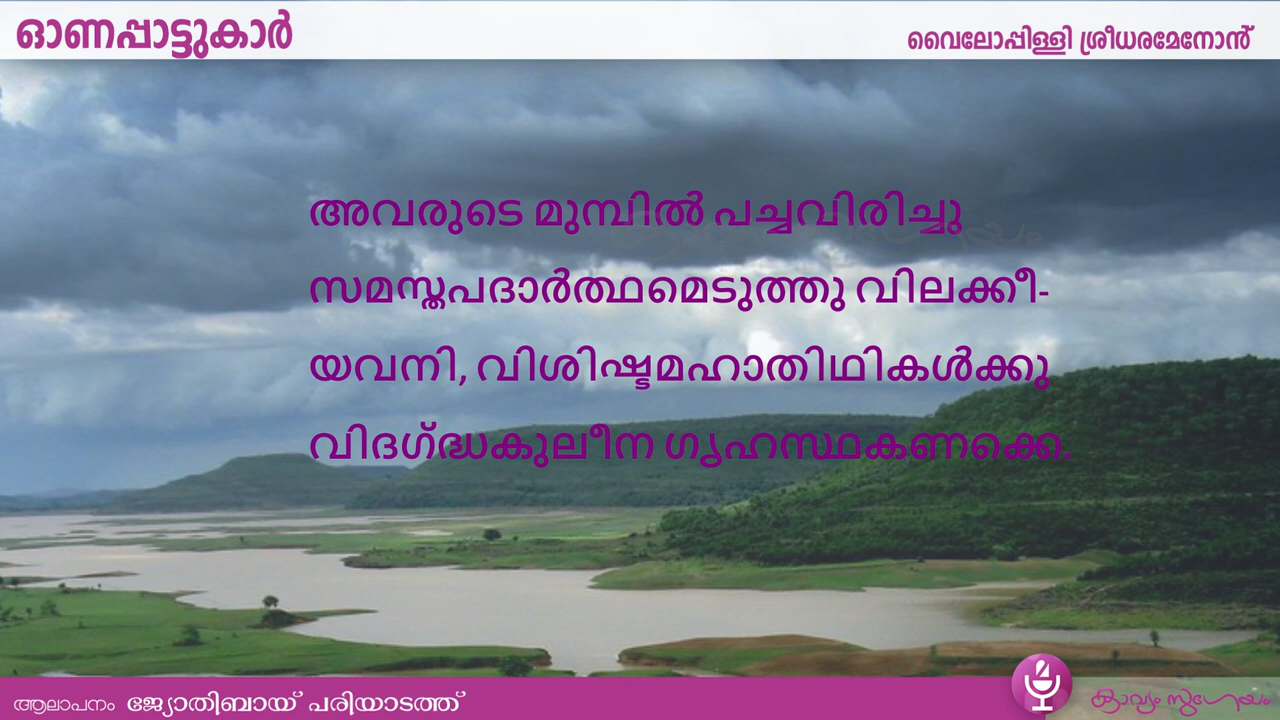 ഓണപ്പാട്ടുകാർ
വൈലോപ്പിള്ളി ശ്രീധരമേനോൻ
അവരുടെ മുമ്പിൽ പച്ചവിരിച്ചു
സമസ്തപദാർത്ഥമെടുത്തു വിലക്കീ-
യവനി, വിശിഷ്ടമഹാതിഥികൾക്കു
വിദഗ്ദ്ധകുലീന ഗൃഹസ്ഥകണക്കെ.
ആലാപനം ജ്യോതിബായ് പരിയാടത്ത്
കാവ്യം സുഗേയം